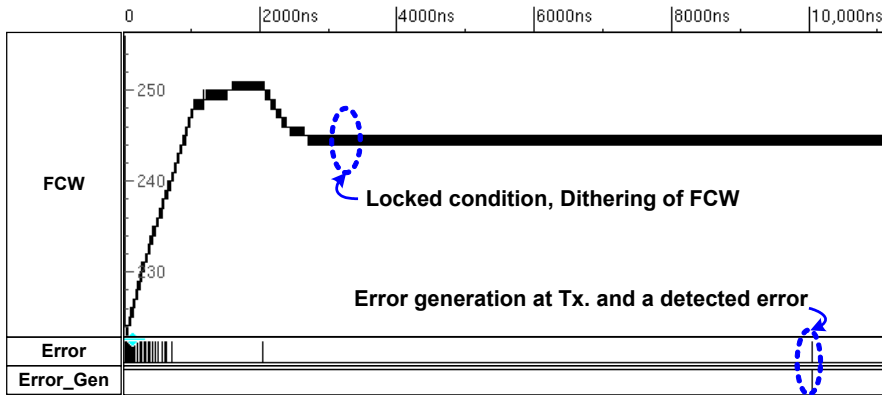 0 2000ns 4000ns 6000ns 8000ns 10,000ns
250
FCW
240
Locked condition, Dithering of FCW
230
Error generation at Tx. and a detected error
Error
Error_Gen